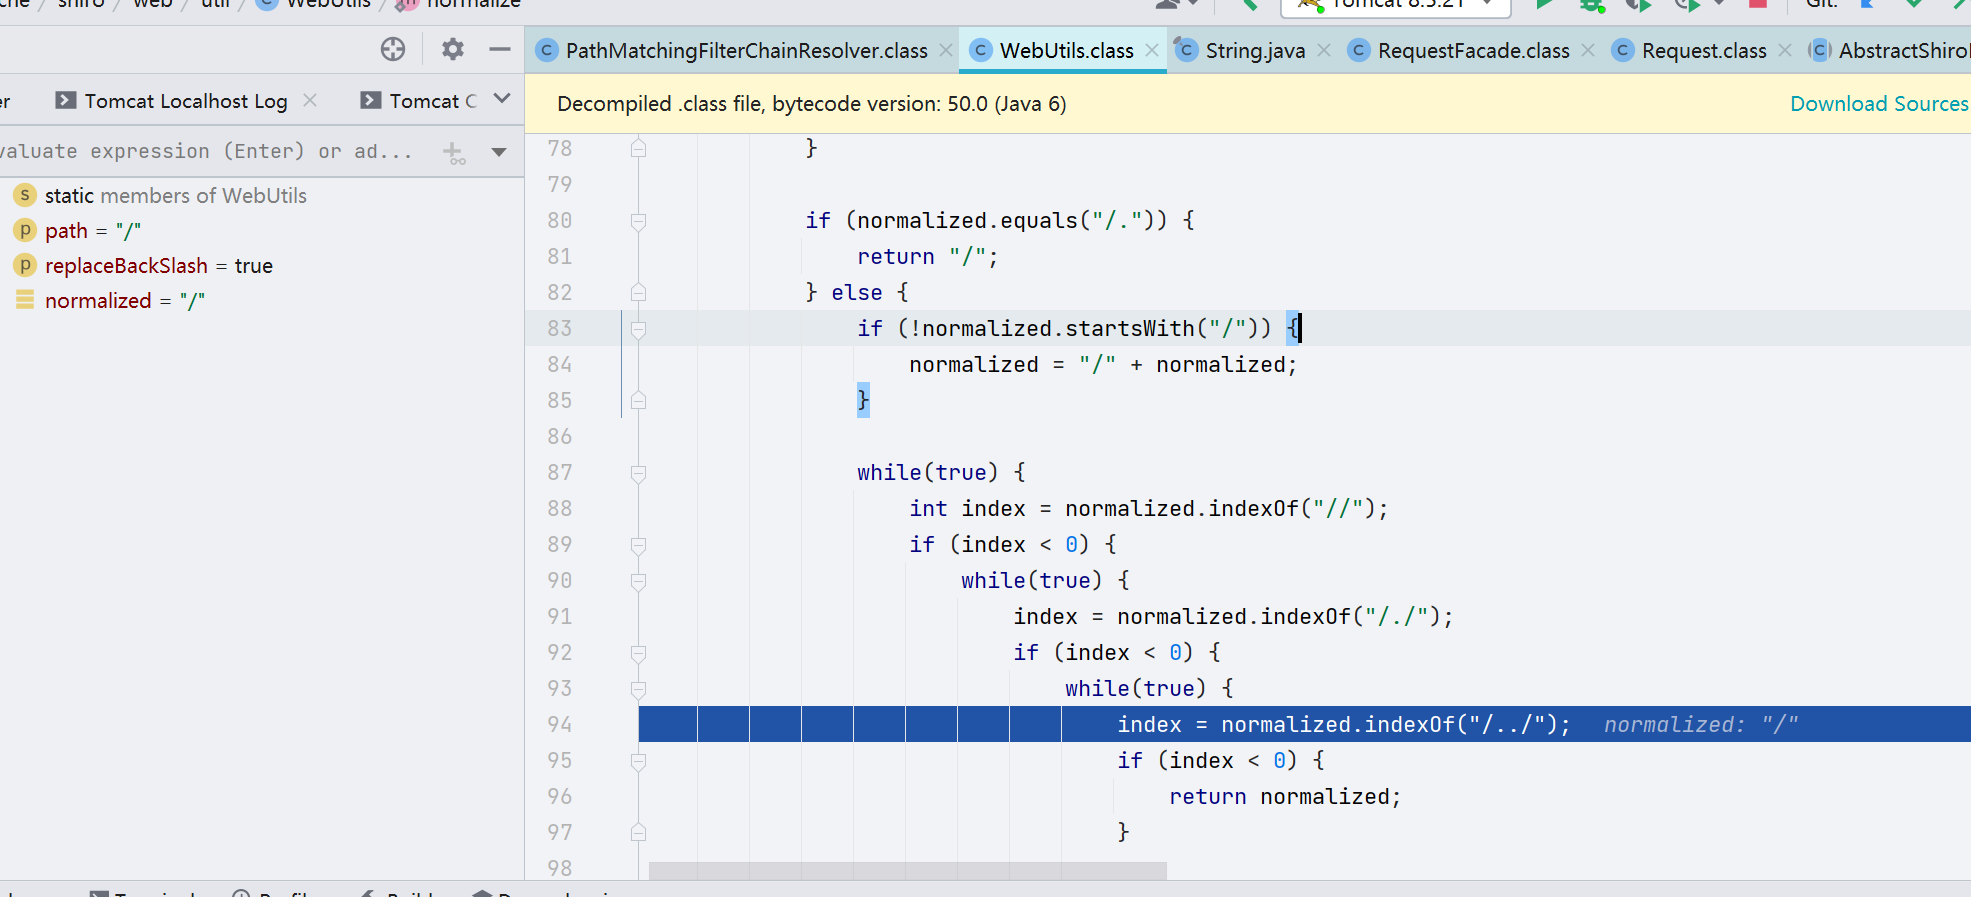 che / shiro / web / util / WebUtils / normalize
Tomcat 8.5.21
Git:
PathMatchingFilterChainResolver.class
WebUtils.class
String.java
RequestFacade.class
Request.class
AbstractShiro
Tomcat Localhost Log
Tomcat C
Decompiled .class file, bytecode version: 50.0 (Java 6)
Download Sources
valuate expression (Enter) or ad...
static members of WebUtils
path = "/"
replaceBackSlash = true
normalized = "/"
78 }
79
80 if (normalized.equals("/.")) {
81 return "/";
82 } else {
83 if (!normalized.startsWith("/")) {
84 normalized = "/" + normalized;
85 }
86
87 while(true) {
88 int index = normalized.indexOf("//");
89 if (index < 0) {
90 while(true) {
91 index = normalized.indexOf("/./");
92 if (index < 0) {
93 while(true) {
94 index = normalized.indexOf("/../"); normalized: "/"
95 if (index < 0) {
96 return normalized;
97 }
98